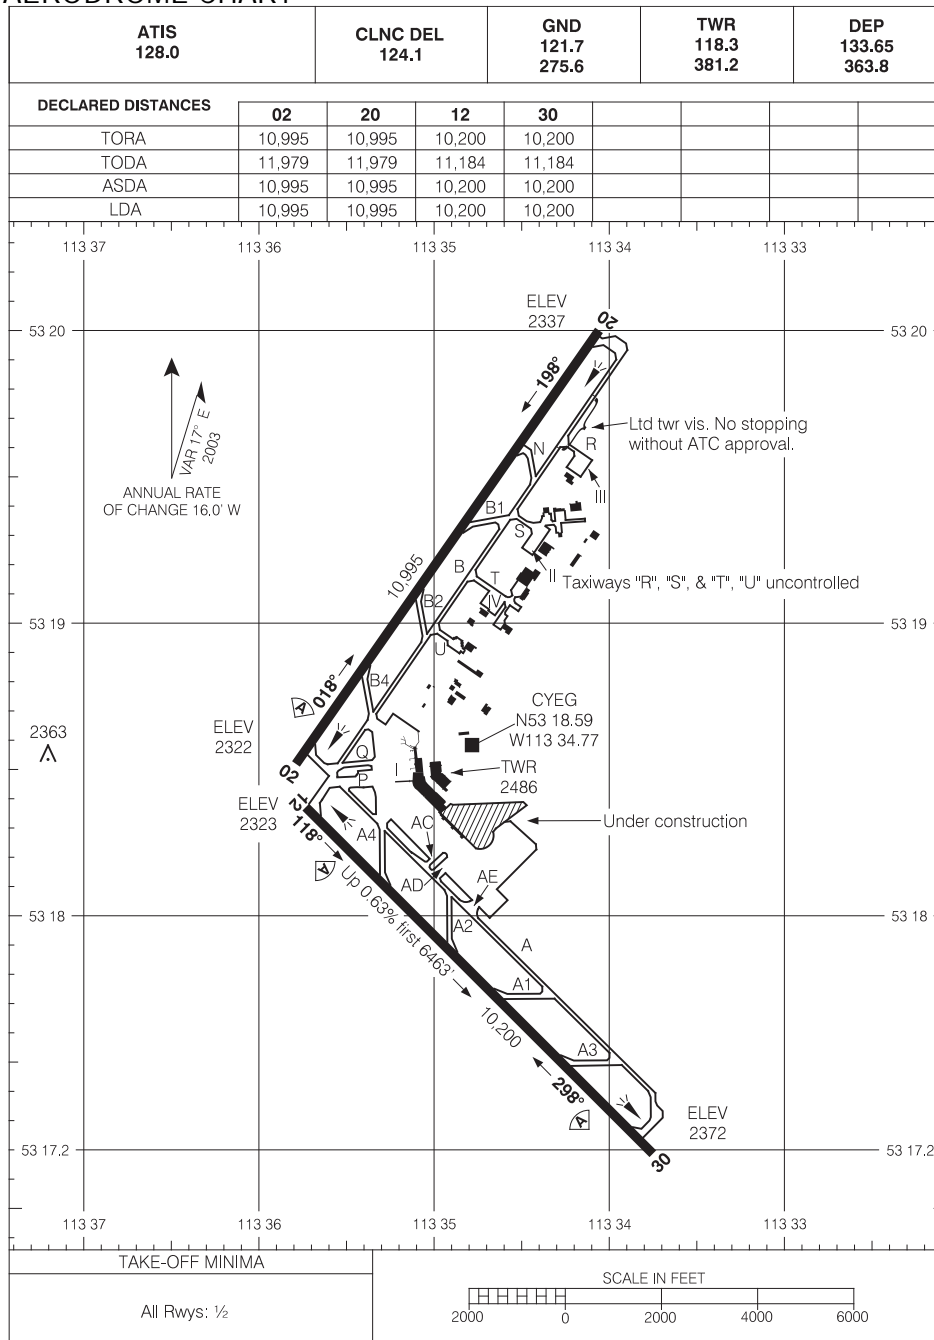 AERODROME CHART
ATIS
128.0
CLNC DEL
124.1
GND
121.7
275.6
TWR
118.3
381.2
DEP
133.65
363.8
DECLARED DISTANCES
02 20 12 30
TORA 10,995 10,995 10,200 10,200
TODA 11,979 11,979 11,184 11,184
ASDA 10,995 10,995 10,200 10,200
LDA 10,995 10,995 10,200 10,200
113 37 113 36 113 35 113 34 113 33
ELEV
2337
20
53 20 53 20
198°
VAR 17° E
2003
ANNUAL RATE
OF CHANGE 16.0' W
Ltd twr vis. No stopping
without ATC approval.
N
R
III
B1
S
10,995
B
T
II
Taxiways "R", "S", & "T", "U" uncontrolled
B2
IV
53 19 53 19
U
B4
018°
A
CYEG
N53 18.59
W113 34.77
2363
ELEV
2322
Q
02
I
P
TWR
2486
12
ELEV
2323
118°
A4
AC
Under construction
A
AD
AE
Up 0.63% first 6463'
53 18 53 18
A2
A
A1
10,200
A3
298°
A
ELEV
2372
53 17.2 53 17.2
30
113 37 113 36 113 35 113 34 113 33
TAKE-OFF MINIMA
All Rwys: ½
SCALE IN FEET
2000 0 2000 4000 6000